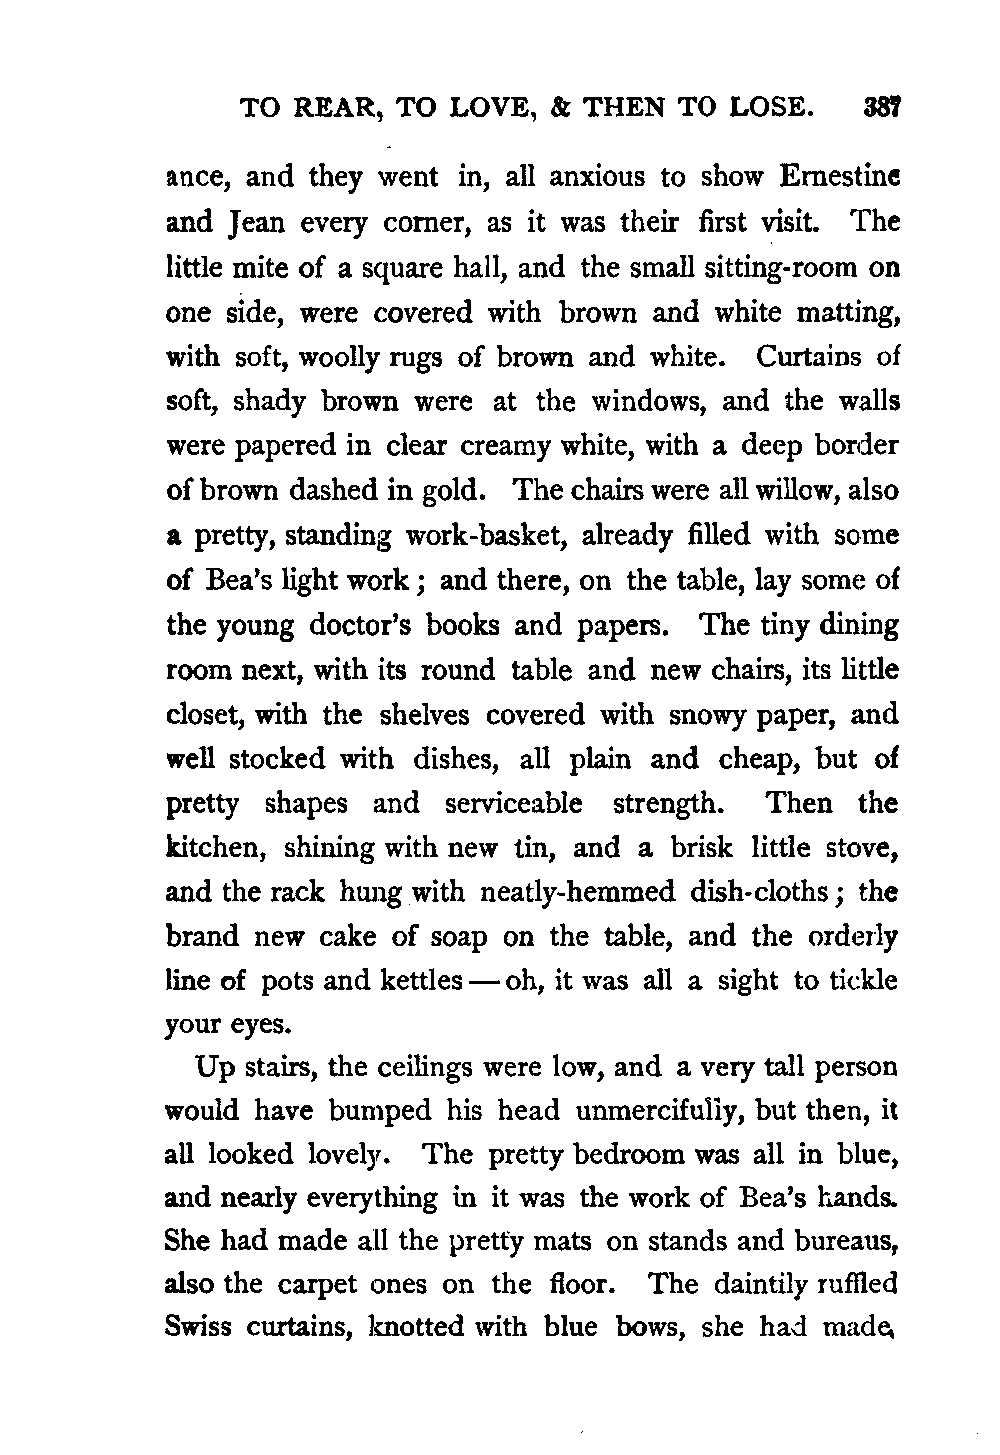 TO REAR, TO LOVE, & THEN TO LOSE. 387
ance, and they went in, all anxious to show Ernestine
and Jean every corner, as it was their first visit. The
little mite of a square hall, and the small sitting-room on
one side, were covered with brown and white matting,
with soft, woolly rugs of brown and white. Curtains of
soft, shady brown were at the windows, and the walls
were papered in clear creamy white, with a deep border
of brown dashed in gold. The chairs were all willow, also
a pretty, standing work-basket, already filled with some
of Bea's light work; and there, on the table, lay some of
the young doctor's books and papers. The tiny dining
room next, with its round table and new chairs, its little
closet, with the shelves covered with snowy paper, and
well stocked with dishes, all plain and cheap, but of
pretty shapes and serviceable strength. Then the
kitchen, shining with new tin, and a brisk little stove,
and the rack hung with neatly-hemmed dish-cloths; the
brand new cake of soap on the table, and the orderly
line of pots and kettles — oh, it was all a sight to tickle
your eyes.
Up stairs, the ceilings were low, and a very tall person
would have bumped his head unmercifully, but then, it
all looked lovely. The pretty bedroom was all in blue,
and nearly everything in it was the work of Bea's hands.
She had made all the pretty mats on stands and bureaus,
also the carpet ones on the floor. The daintily ruffled
Swiss curtains, knotted with blue bows, she had made,